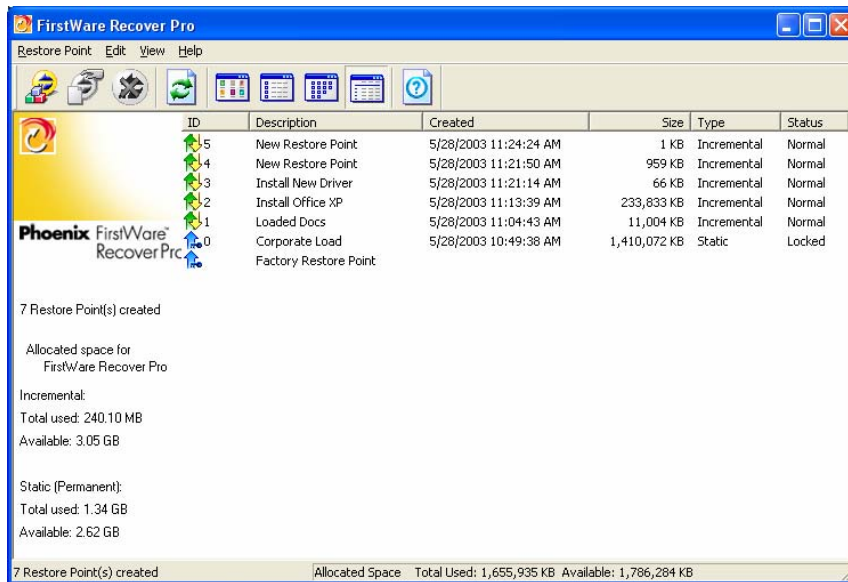 FirstWare Recover Pro
Restore Point Edit View Help
ID Description Created Size Type Status
5 New Restore Point 5/28/2003 11:24:24 AM 1 KB Incremental Normal
4 New Restore Point 5/28/2003 11:21:50 AM 959 KB Incremental Normal
3 Install New Driver 5/28/2003 11:21:14 AM 66 KB Incremental Normal
2 Install Office XP 5/28/2003 11:13:39 AM 233,833 KB Incremental Normal
1 Loaded Docs 5/28/2003 11:04:43 AM 11,004 KB Incremental Normal
0 Corporate Load 5/28/2003 10:49:38 AM 1,410,072 KB Static Locked
Factory Restore Point
Phoenix FirstWare™
Recover Pro
7 Restore Point(s) created
Allocated space for
FirstWare Recover Pro
Incremental:
Total used: 240.10 MB
Available: 3.05 GB
Static (Permanent):
Total used: 1.34 GB
Available: 2.62 GB
7 Restore Point(s) created Allocated Space Total Used: 1,655,935 KB Available: 1,786,284 KB